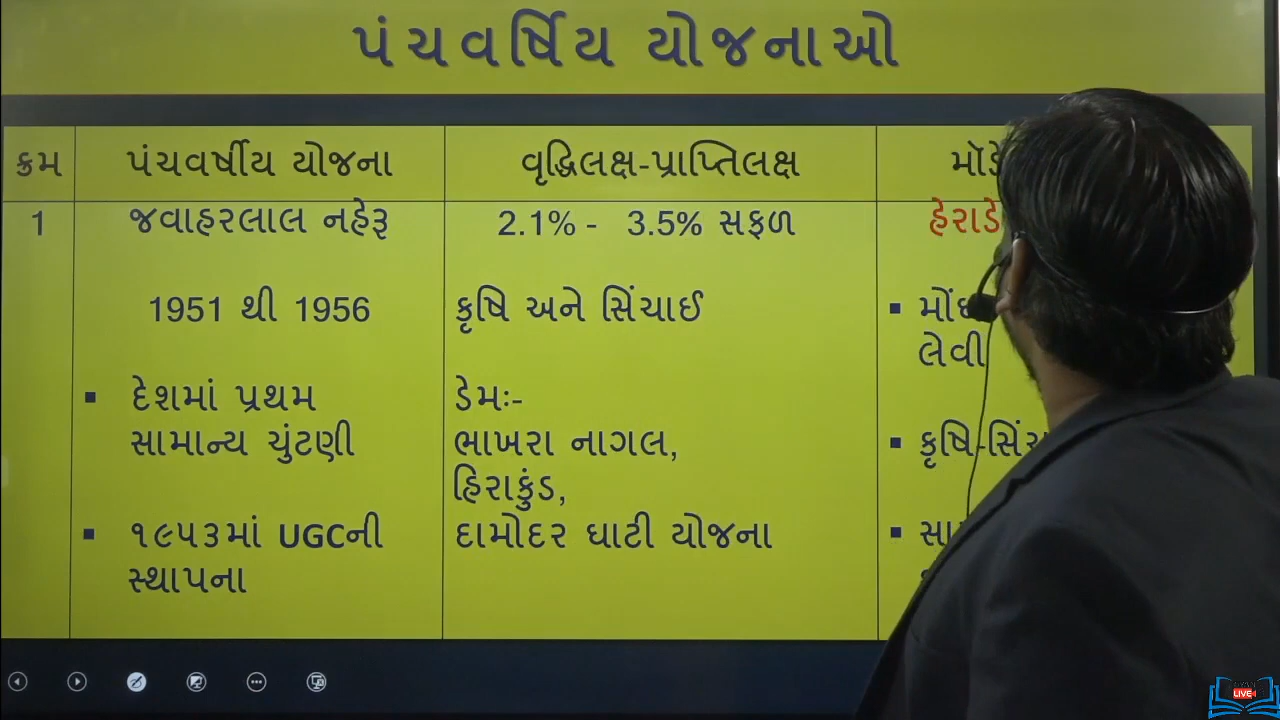 પંચવર્ષિય યોજનાઓ
ક્રમ
પંચવર્ષીય યોજના
વૃદ્ધિલક્ષ-પ્રાપ્તિલક્ષ
1
જવાહરલાલ નહેરૂ
1951 થી 1956
▪ દેશમાં પ્રથમ
સામાન્ય ચુંટણી
▪ ૧૯૫૩માં UGCની
સ્થાપના
2.1% - 3.5% સફળ
કૃષિ અને સિંચાઈ
ડેમઃ-
ભાખરા નાગલ,
હિરાકુંડ,
દામોદર ઘાટી યોજના
લેવી
LIVE